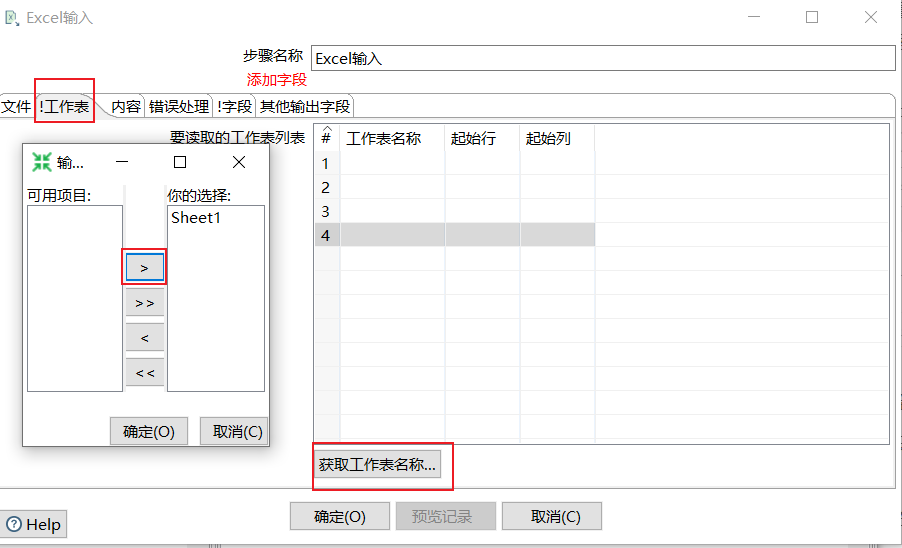 Excel输入
步骤名称 Excel输入
添加字段
文件 !工作表 内容 错误处理 !字段 其他输出字段
要读取的工作表列表
# 工作表名称 起始行 起始列
1
2
3
4
输...
可用项目: 你的选择:
Sheet1
>
>>
<
<<
确定(O) 取消(C)
获取工作表名称...
确定(O) 预览记录 取消(C)
Help